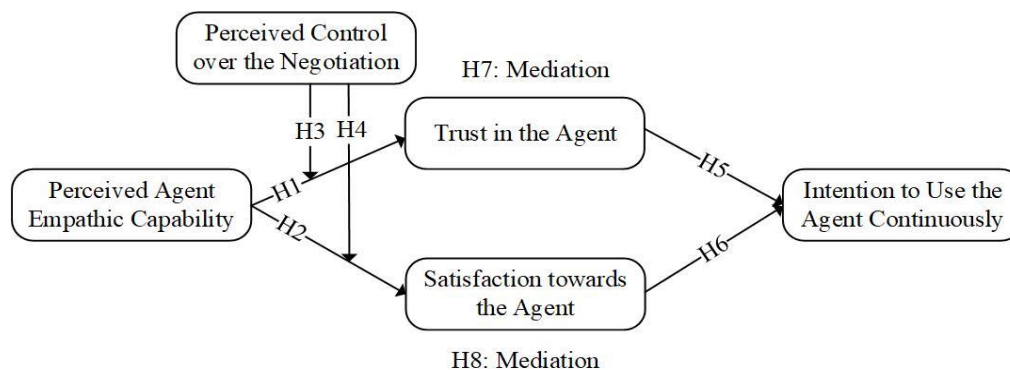 Perceived Control
over the Negotiation
H7: Mediation
H3
H4
Trust in the Agent
H1
H5
Perceived Agent
Empathic Capability
Intention to Use the
Agent Continuously
H2
H6
Satisfaction towards
the Agent
H8: Mediation